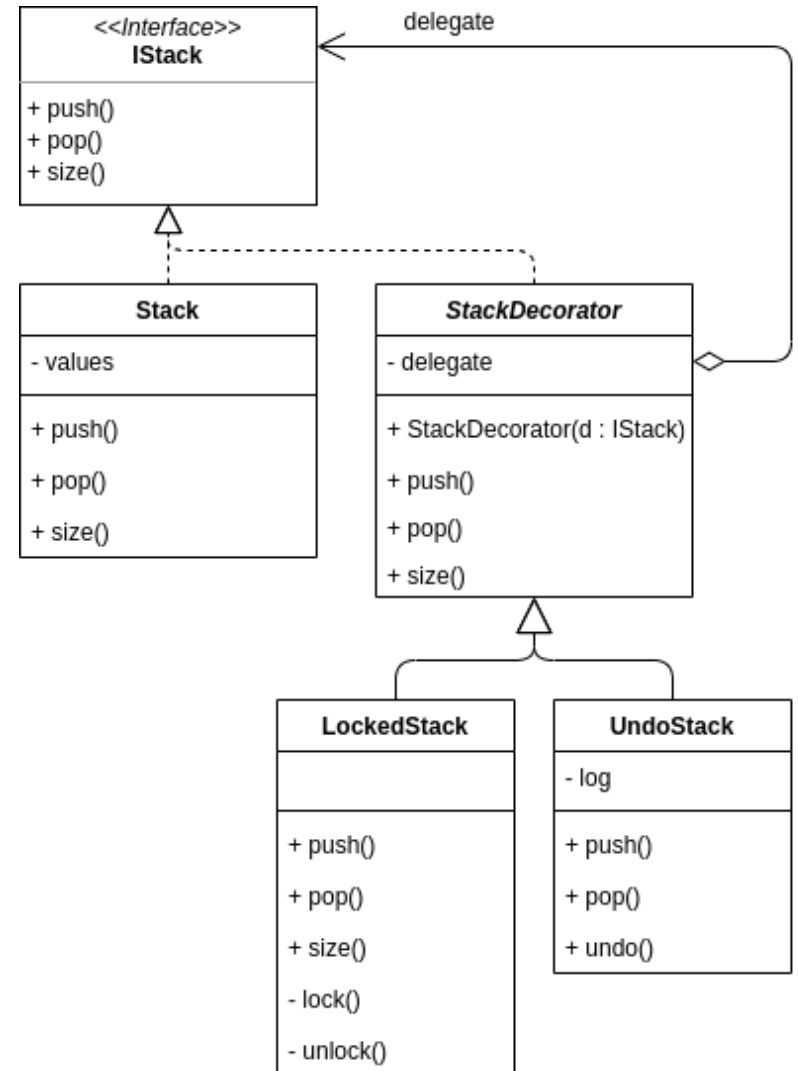 <<Interface>>
IStack
+ push()
+ pop()
+ size()
delegate
Stack
- values
+ push()
+ pop()
+ size()
StackDecorator
- delegate
+ StackDecorator(d : IStack)
+ push()
+ pop()
+ size()
LockedStack
+ push()
+ pop()
+ size()
- lock()
- unlock()
UndoStack
- log
+ push()
+ pop()
+ undo()